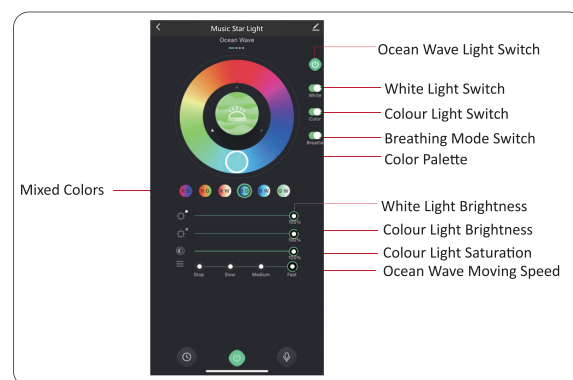 Music Star Light
Ocean Wave
Ocean Wave Light Switch
White
White Light Switch
Color
Colour Light Switch
Breathe
Breathing Mode Switch
Color Palette
Mixed Colors
R B
R G
R W
B G
B W
G W
White Light Brightness
100%
Colour Light Brightness
100%
Colour Light Saturation
100%
Ocean Wave Moving Speed
Stop Slow Medium Fast